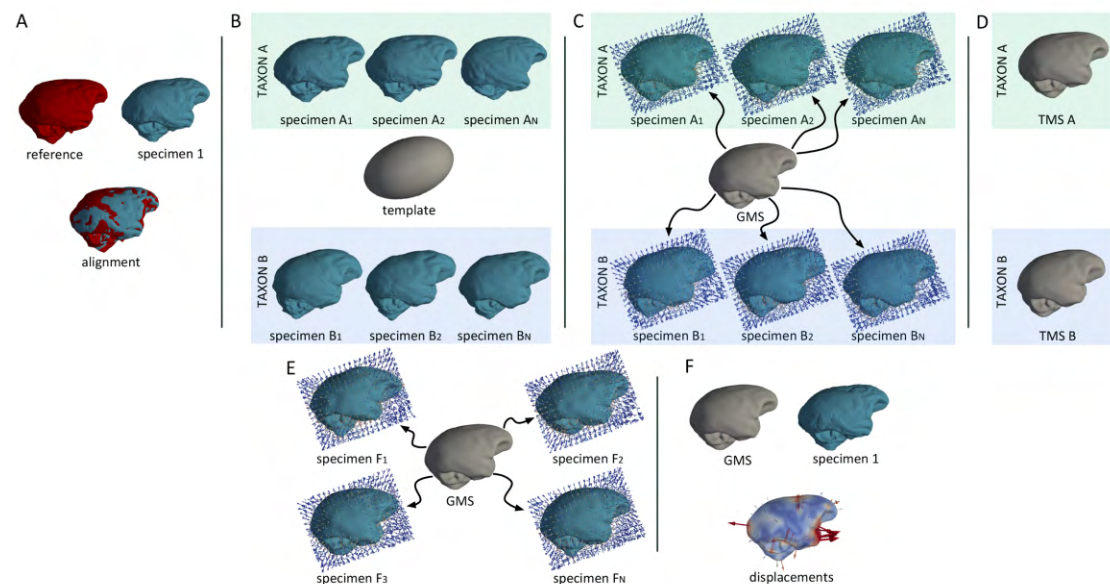 A
reference
specimen 1
alignment
B
TAXON A
specimen A1
specimen A2
specimen AN
template
TAXON B
specimen B1
specimen B2
specimen BN
C
TAXON A
specimen A1
specimen A2
specimen AN
GMS
TAXON B
specimen B1
specimen B2
specimen BN
D
TAXON A
TMS A
TAXON B
TMS B
E
specimen F1
specimen F2
GMS
specimen F3
specimen FN
F
GMS
specimen 1
displacements